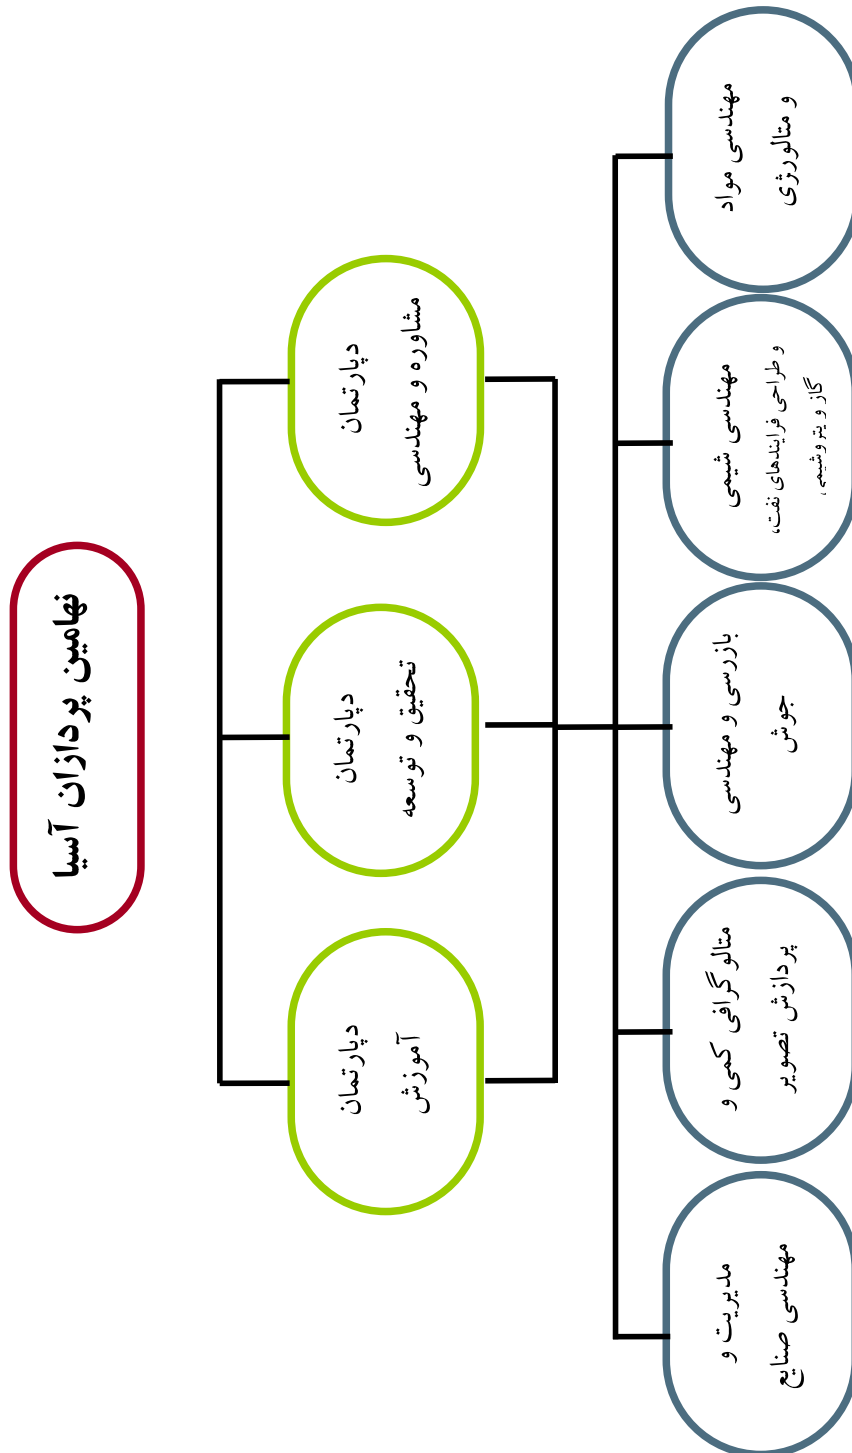 نهامین پردازان آسیا
دپارتمان
مشاوره و مهندسی
دپارتمان
تحقیق و توسعه
دپارتمان
آموزش
مهندسی مواد
و متالورژی
مهندسی شیمی
و طراحی فرایندهای نفت،
گاز و پتروشیمی
بازرسی و مهندسی
جوش
متالوگرافی کمی و
پردازش تصویر
مدیریت و
مهندسی صنایع